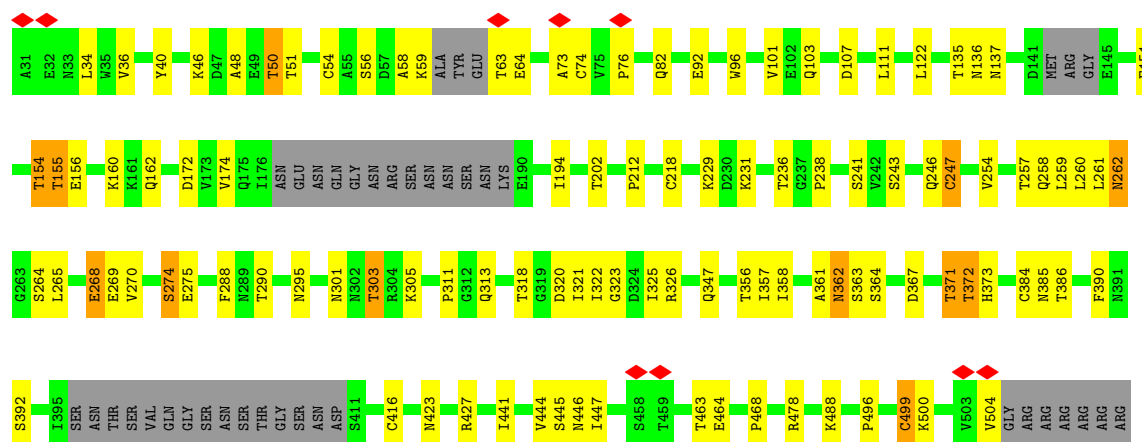 A31 E32 N33 L34 W35 V36 Y40 K46 D47 A48 E49 T50 T51 C54 A55 S56 D57 A58 K59 ALA TYR GLU T63 E64 A73 C74 V75 P76 Q82 E92 W96 V101 E102 Q103 D107 L111 L122 T135 N136 N137 D141 MET ARG GLY E145
T154 T155 E156 K160 K161 Q162 D172 V173 V174 Q175 I176 ASN GLU ASN GLN GLY ASN ARG SER ASN ASN SER ASN LYS E190 I194 T202 P212 C218 K229 D230 K231 T236 G237 P238 S241 V242 S243 Q246 C247 V254 T257 Q258 L259 L260 L261 N262
G263 S264 L265 E268 E269 V270 S274 E275 F288 N289 T290 N295 N301 N302 T303 R304 K305 P311 G312 Q313 T318 G319 D320 I321 I322 G323 D324 I325 R326 Q347 T356 I357 I358 A361 N362 S363 S364 D367 T371 T372 H373 C384 N385 T386 F390 N391
S392 I395 SER ASN THR SER VAL GLN GLY SER ASN SER THR GLY SER ASN ASP S411 C416 N423 R427 I441 V444 S445 N446 I447 S458 T459 T463 E464 P468 R478 K488 P496 C499 K500 V503 V504 GLY ARG ARG ARG ARG ARG ARG